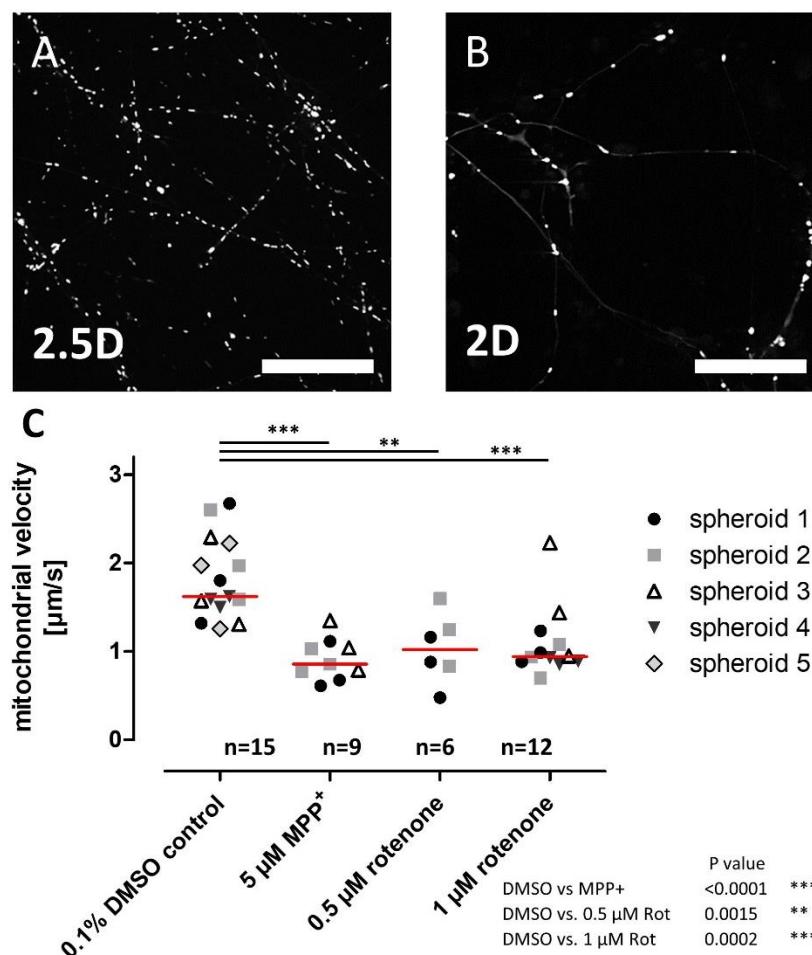 A
2.5D
B
2D
C
mitochondrial velocity
[µm/s]
3
2
1
0
***
**
***
n=15
n=9
n=6
n=12
0.1% DMSO control
5 µM MPP⁺
0.5 µM rotenone
1 µM rotenone
spheroid 1
spheroid 2
spheroid 3
spheroid 4
spheroid 5
P value
DMSO vs MPP+ <0.0001 ***
DMSO vs. 0.5 µM Rot 0.0015 **
DMSO vs. 1 µM Rot 0.0002 ***